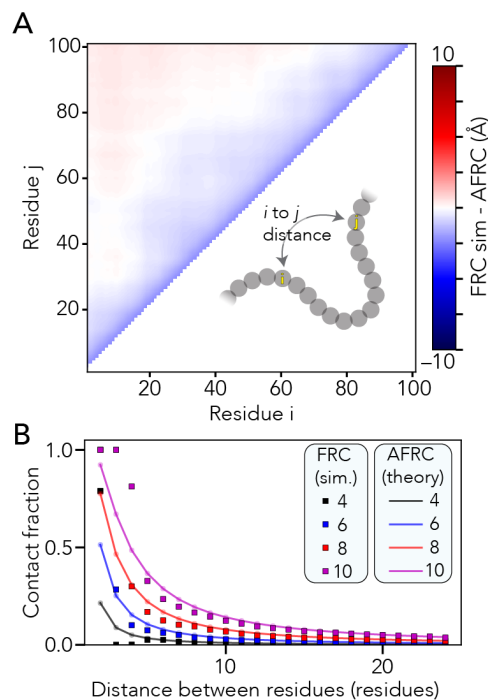 A
100
80
60
40
20
Residue j
20
40
60
80
100
Residue i
i to j
distance
i
j
10
−10
FRC sim - AFRC (Å)
B
1.0
0.5
0.0
Contact fraction
10
20
Distance between residues (residues)
FRC
(sim.)
4
6
8
10
AFRC
(theory)
4
6
8
10